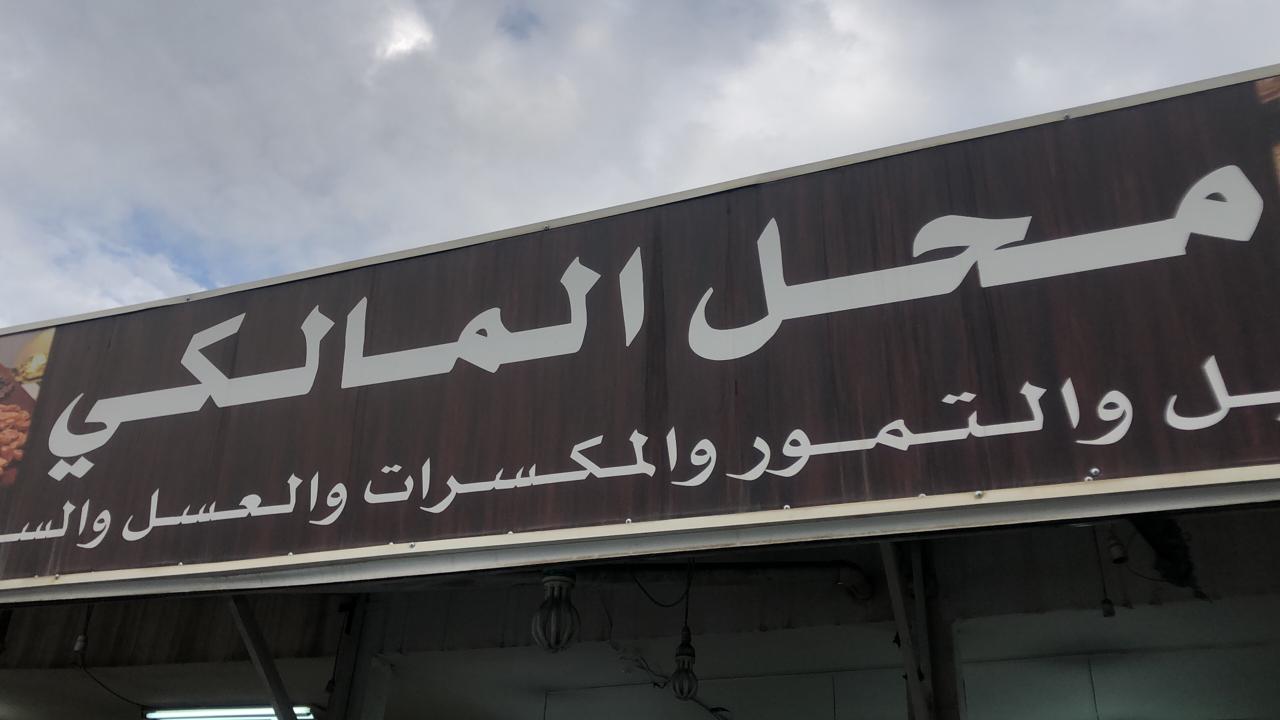 محل المالكي
والتمور والمكسرات والعسل